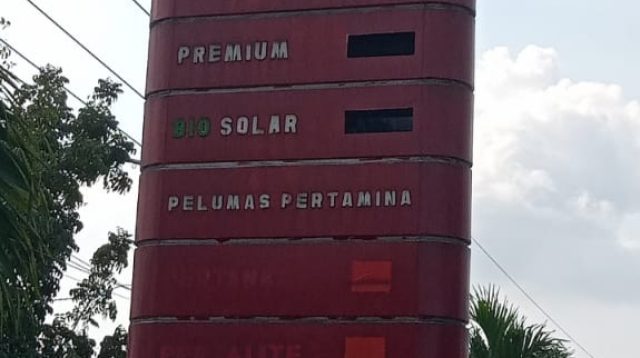 PREMIUM
BIO SOLAR
PELUMAS PERTAMINA